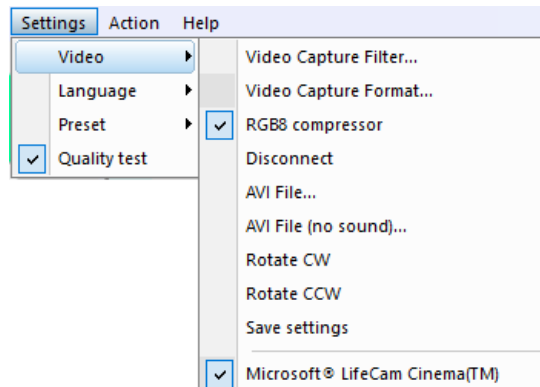 Settings Action Help
Video
Language
Preset
Quality test
Video Capture Filter...
Video Capture Format...
RGB8 compressor
Disconnect
AVI File...
AVI File (no sound)...
Rotate CW
Rotate CCW
Save settings
Microsoft® LifeCam Cinema(TM)